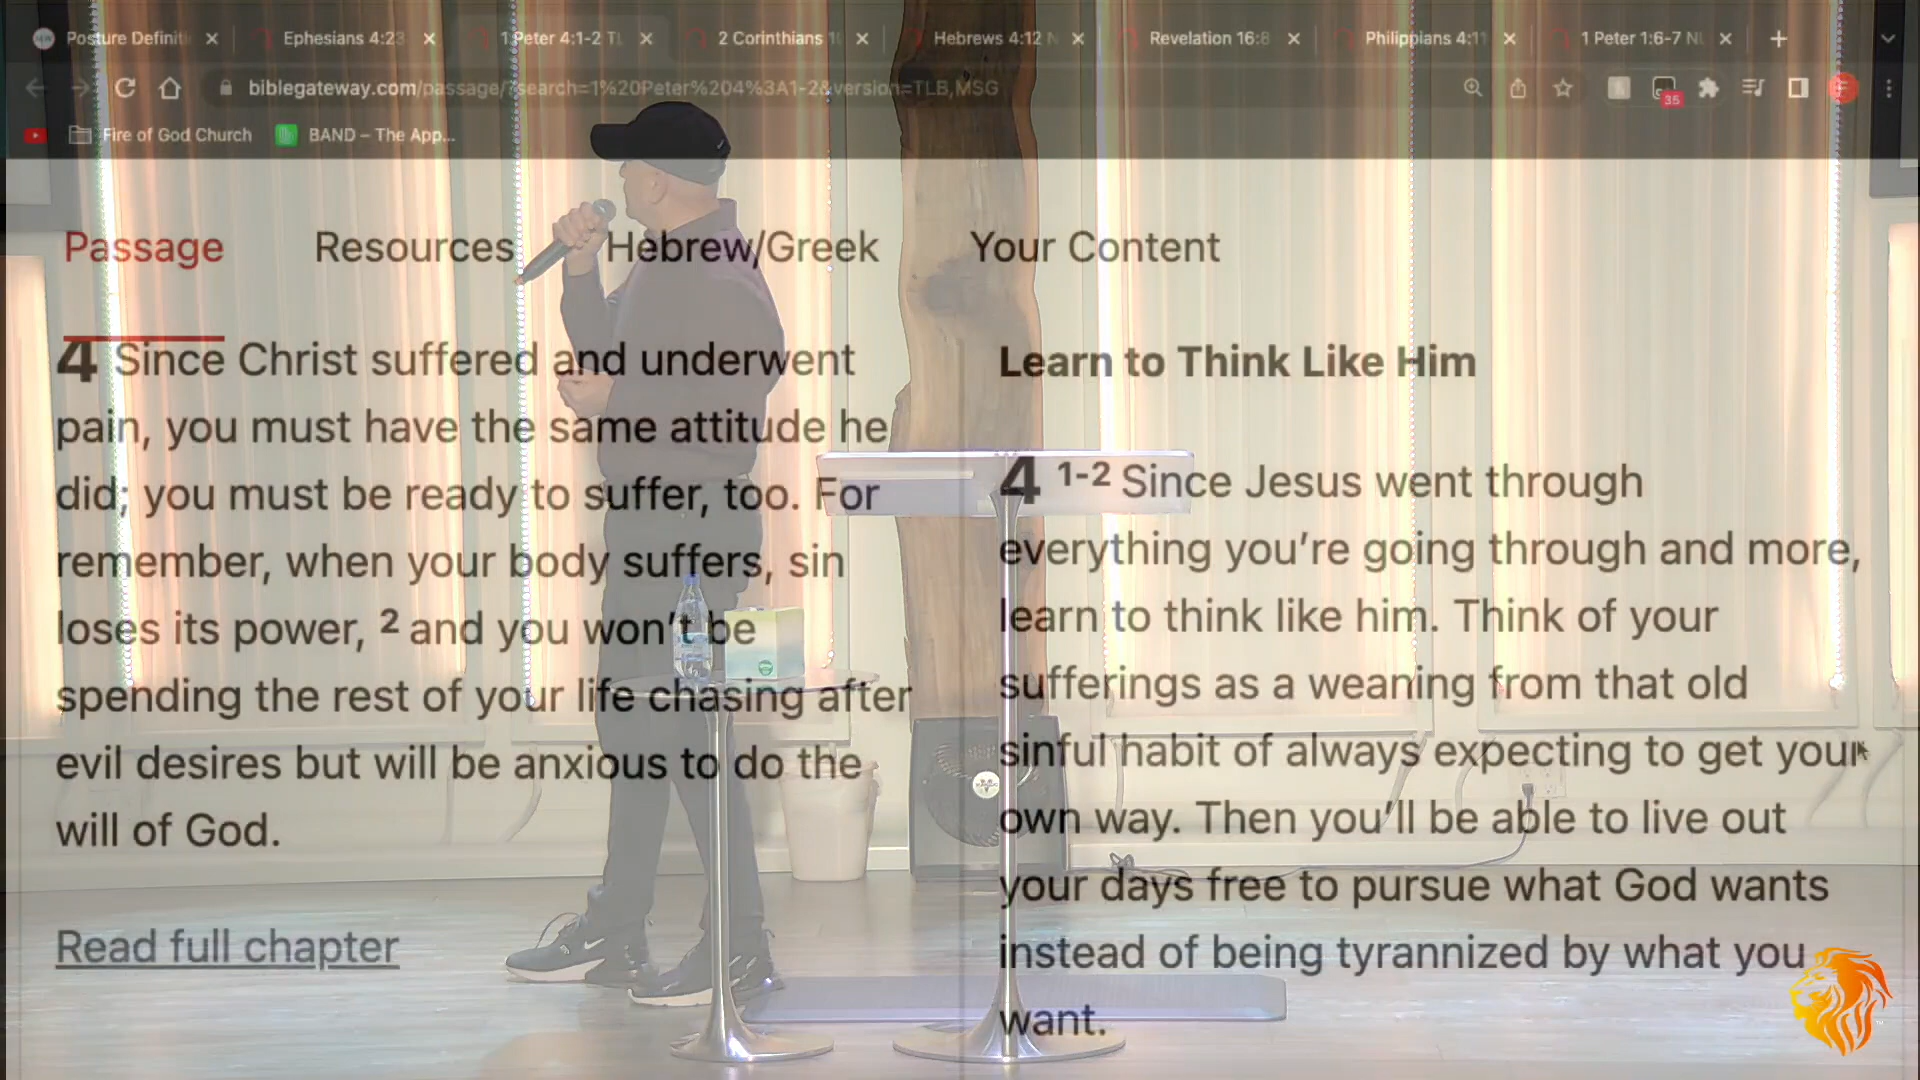 Posture Definiti
Ephesians 4:23
1 Peter 4:1-2 TL
2 Corinthians 1
Hebrews 4:12 N
Revelation 16:8
Philippians 4:11
1 Peter 1:6-7 NL
biblegateway.com/passage/?search=1%20Peter%204%3A1-2&version=TLB,MSG
35
Fire of God Church
BAND – The App...
Passage
Resources
Hebrew/Greek
Your Content
4 Since Christ suffered and underwent
pain, you must have the same attitude he
did; you must be ready to suffer, too. For
remember, when your body suffers, sin
loses its power, 2 and you won't be
spending the rest of your life chasing after
evil desires but will be anxious to do the
will of God.
Read full chapter
Learn to Think Like Him
4 1-2 Since Jesus went through
everything you’re going through and more,
learn to think like him. Think of your
sufferings as a weaning from that old
sinful habit of always expecting to get your
own way. Then you’ll be able to live out
your days free to pursue what God wants
instead of being tyrannized by what you
want.